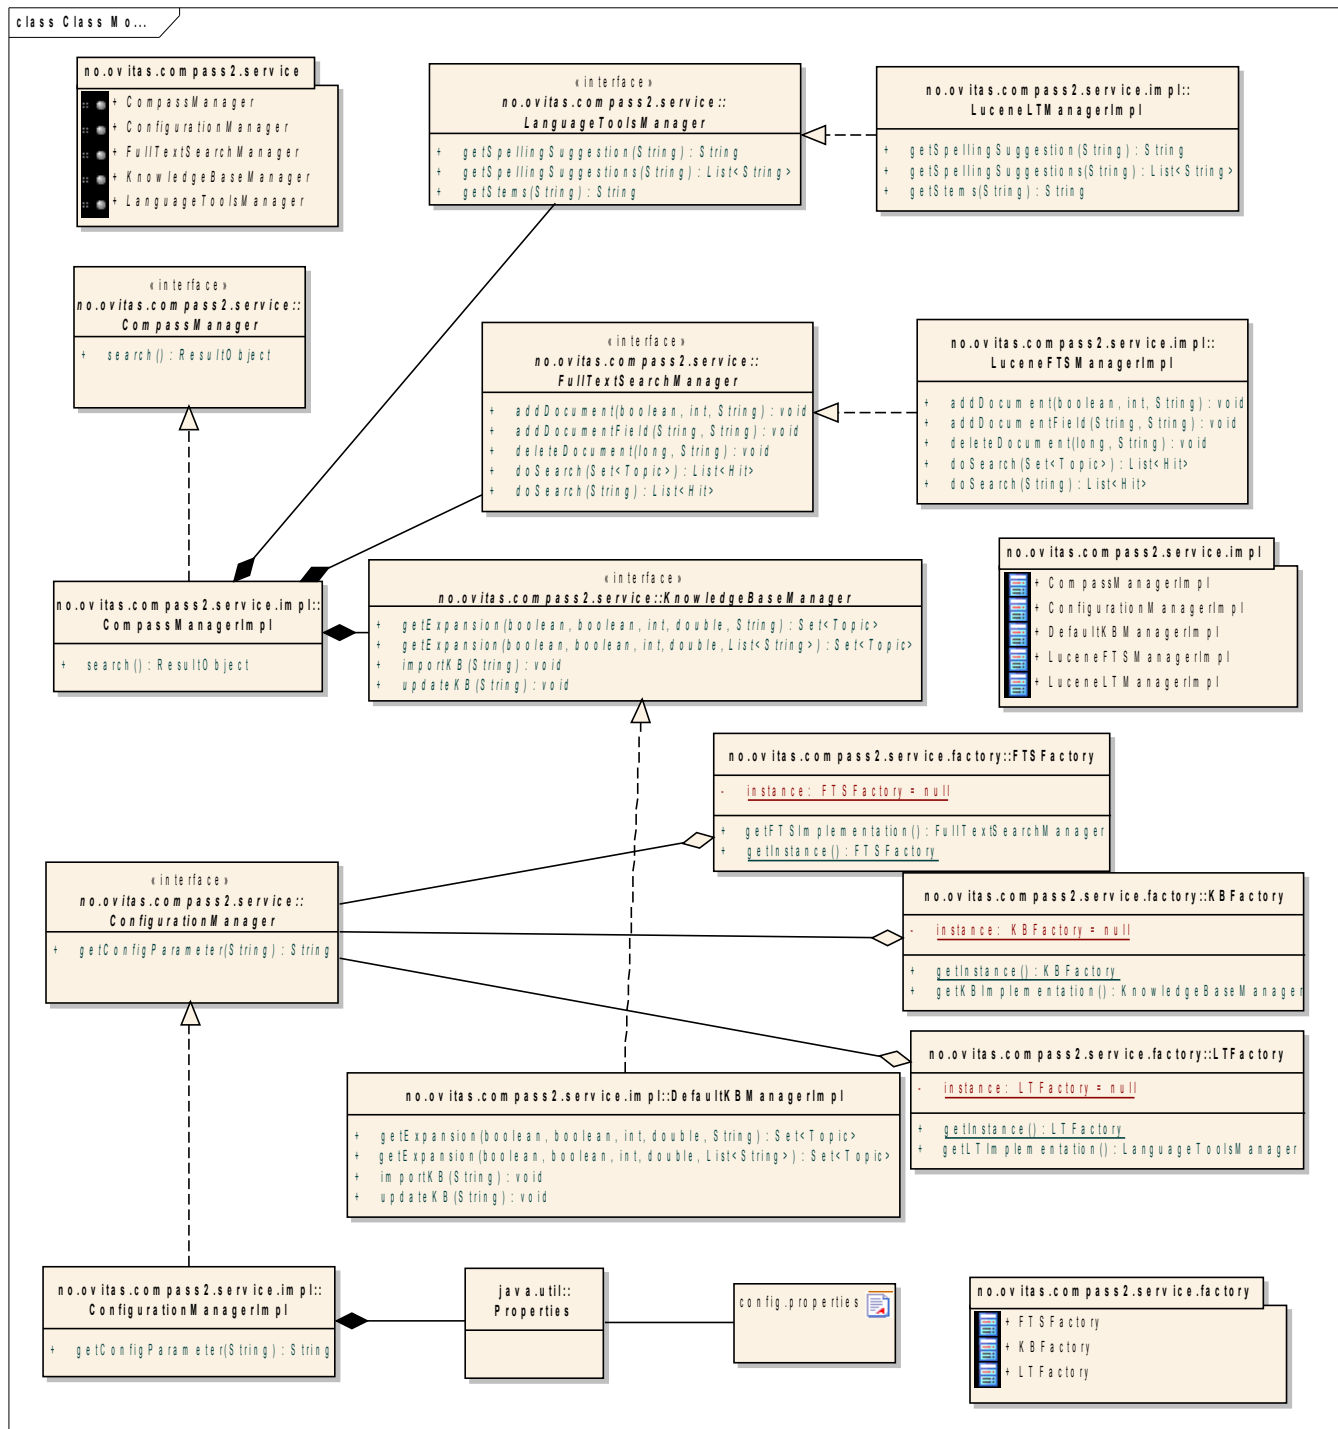 class Class Mo...
no.ovitas.compass2.service
+ CompassManager
+ ConfigurationManager
+ FullTextSearchManager
+ KnowledgeBaseManager
+ LanguageToolsManager
«interface»
no.ovitas.compass2.service::
LanguageToolsManager
+ getSpellingSuggestion(String) : String
+ getSpellingSuggestions(String) : List<String>
+ getStems(String) : String
no.ovitas.compass2.service.impl::
LuceneLTManagerImpl
+ getSpellingSuggestion(String) : String
+ getSpellingSuggestions(String) : List<String>
+ getStems(String) : String
«interface»
no.ovitas.compass2.service::
CompassManager
+ search() : ResultObject
«interface»
no.ovitas.compass2.service::
FullTextSearchManager
+ addDocument(boolean, int, String) : void
+ addDocumentField(String, String) : void
+ deleteDocument(long, String) : void
+ doSearch(Set<Topic>) : List<Hit>
+ doSearch(String) : List<Hit>
no.ovitas.compass2.service.impl::
LuceneFTSManagerImpl
+ addDocument(boolean, int, String) : void
+ addDocumentField(String, String) : void
+ deleteDocument(long, String) : void
+ doSearch(Set<Topic>) : List<Hit>
+ doSearch(String) : List<Hit>
no.ovitas.compass2.service.impl::
CompassManagerImpl
+ search() : ResultObject
«interface»
no.ovitas.compass2.service::KnowledgeBaseManager
+ getExpansion(boolean, boolean, int, double, String) : Set<Topic>
+ getExpansion(boolean, boolean, int, double, List<String>) : Set<Topic>
+ importKB(String) : void
+ updateKB(String) : void
no.ovitas.compass2.service.impl
+ CompassManagerImpl
+ ConfigurationManagerImpl
+ DefaultKBManagerImpl
+ LuceneFTSManagerImpl
+ LuceneLTManagerImpl
no.ovitas.compass2.service.factory::FTSFactory
- instance: FTSFactory = null
+ getFTSImplementation() : FullTextSearchManager
+ getInstance() : FTSFactory
«interface»
no.ovitas.compass2.service::
ConfigurationManager
+ getConfigParameter(String) : String
no.ovitas.compass2.service.factory::KBFactory
- instance: KBFactory = null
+ getInstance() : KBFactory
+ getKBImplementation() : KnowledgeBaseManager
no.ovitas.compass2.service.factory::LTFactory
- instance: LTFactory = null
+ getInstance() : LTFactory
+ getLTImplementation() : LanguageToolsManager
no.ovitas.compass2.service.impl::DefaultKBManagerImpl
+ getExpansion(boolean, boolean, int, double, String) : Set<Topic>
+ getExpansion(boolean, boolean, int, double, List<String>) : Set<Topic>
+ importKB(String) : void
+ updateKB(String) : void
no.ovitas.compass2.service.impl::
ConfigurationManagerImpl
+ getConfigParameter(String) : String
java.util::
Properties
config.properties
no.ovitas.compass2.service.factory
+ FTSFactory
+ KBFactory
+ LTFactory